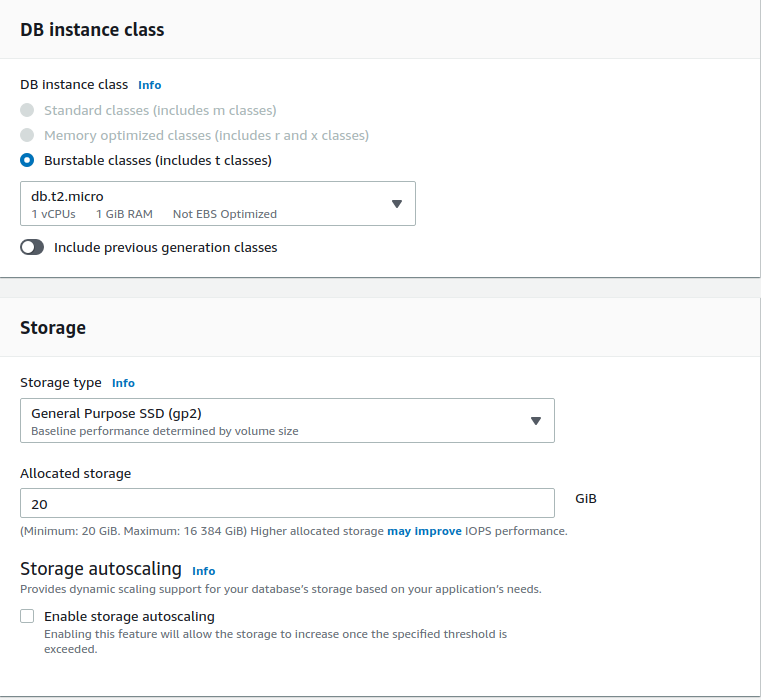 DB instance class
DB instance class Info
Standard classes (includes m classes)
Memory optimized classes (includes r and x classes)
Burstable classes (includes t classes)
db.t2.micro
1 vCPUs 1 GiB RAM Not EBS Optimized
Include previous generation classes
Storage
Storage type Info
General Purpose SSD (gp2)
Baseline performance determined by volume size
Allocated storage
20 GiB
(Minimum: 20 GiB. Maximum: 16 384 GiB) Higher allocated storage may improve IOPS performance.
Storage autoscaling Info
Provides dynamic scaling support for your database's storage based on your application's needs.
Enable storage autoscaling
Enabling this feature will allow the storage to increase once the specified threshold is
exceeded.